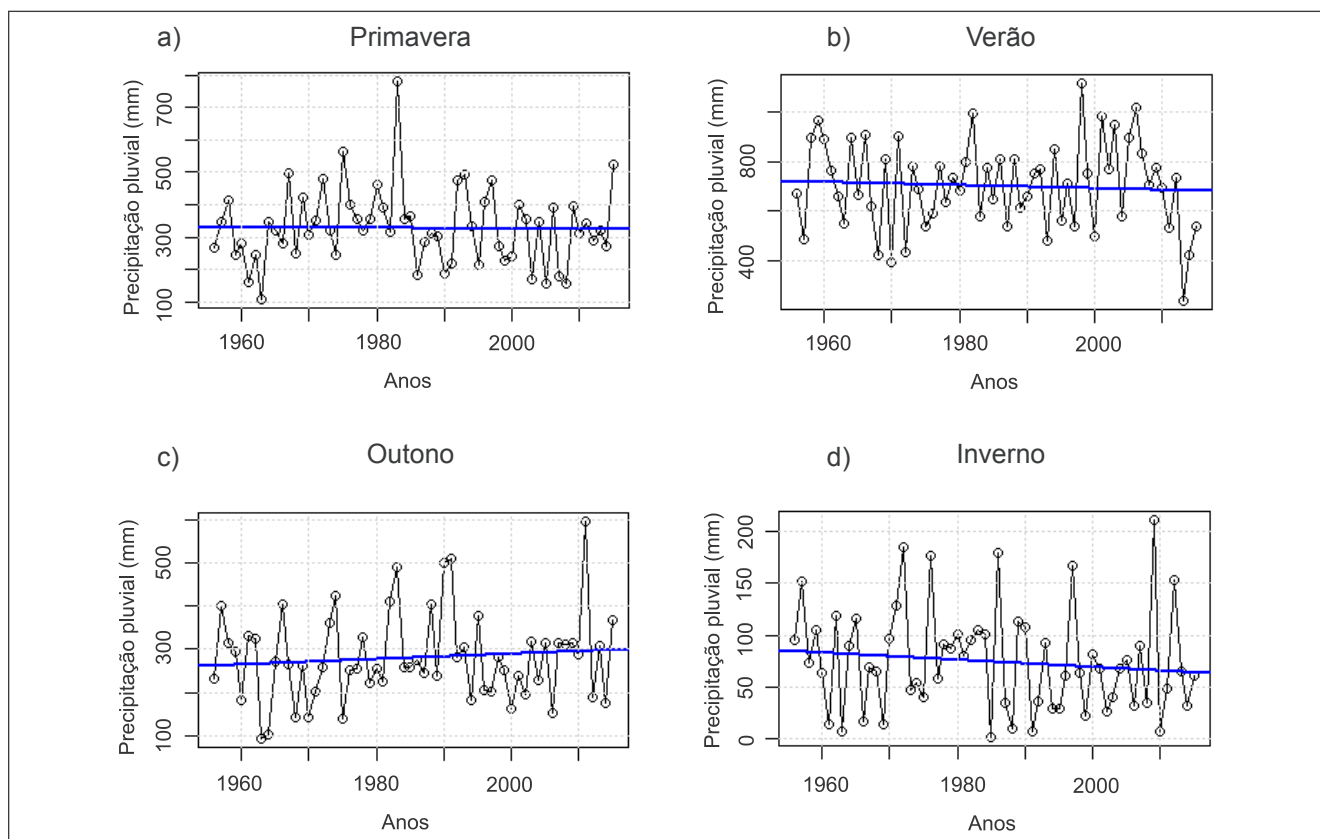 a) Primavera
Precipitação pluvial (mm)
700
500
300
100
1960 1980 2000
Anos
b) Verão
Precipitação pluvial (mm)
800
400
1960 1980 2000
Anos
c) Outono
Precipitação pluvial (mm)
500
300
100
1960 1980 2000
Anos
d) Inverno
Precipitação pluvial (mm)
200
150
100
50
0
1960 1980 2000
Anos